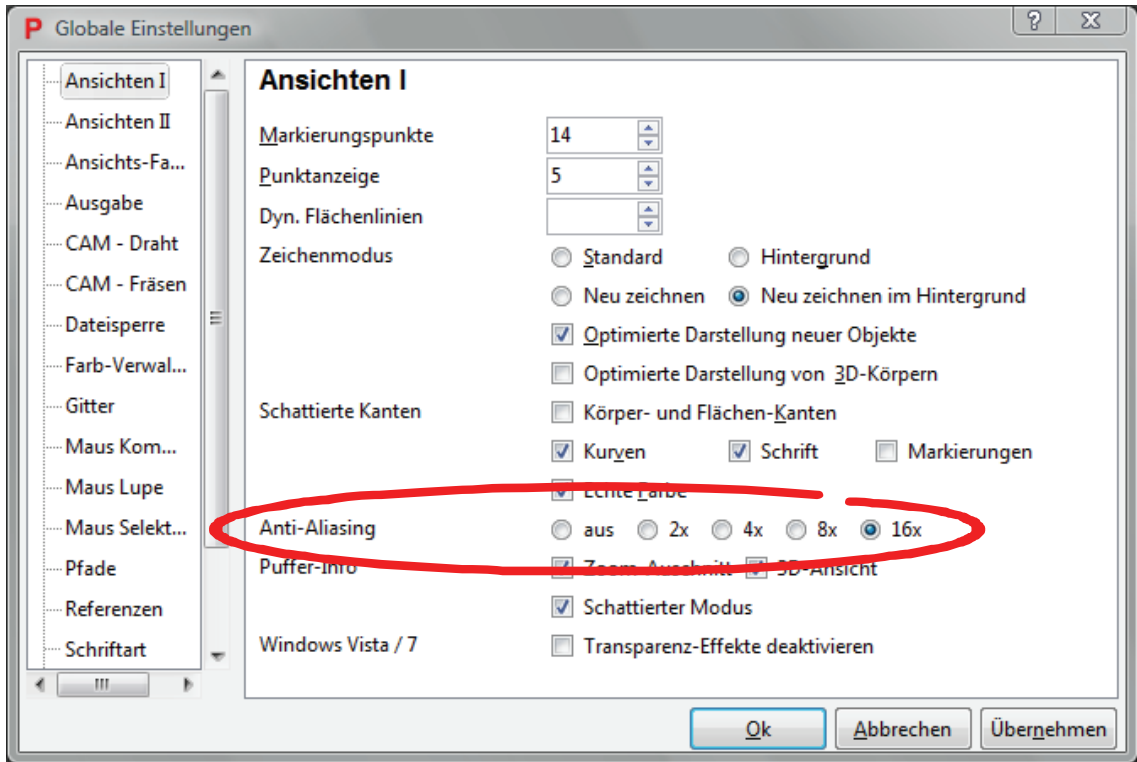 P Globale Einstellungen
Ansichten I
Ansichten II
Ansichts-Fa...
Ausgabe
CAM - Draht
CAM - Fräsen
Dateisperre
Farb-Verwal...
Gitter
Maus Kom...
Maus Lupe
Maus Selekt...
Pfade
Referenzen
Schriftart
Ansichten I
Markierungspunkte 14
Punktanzeige 5
Dyn. Flächenlinien
Zeichenmodus Standard Hintergrund
Neu zeichnen Neu zeichnen im Hintergrund
Optimierte Darstellung neuer Objekte
Optimierte Darstellung von 3D-Körpern
Schattierte Kanten Körper- und Flächen-Kanten
Kurven Schrift Markierungen
Echte Farbe
Anti-Aliasing aus 2x 4x 8x 16x
Puffer-Info Zoom-Auschnitt 3D-Ansicht
Schattierter Modus
Windows Vista / 7 Transparenz-Effekte deaktivieren
Ok Abbrechen Übernehmen